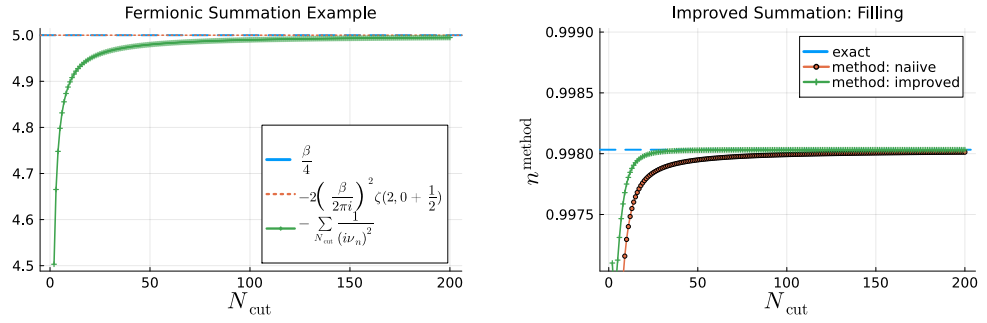 Fermionic Summation Example
5.0
4.9
4.8
4.7
4.6
4.5
0 50 100 150 200
N_cut
β/4
−2(β/2πi)² ζ(2, 0 + 1/2)
− ∑_{N_cut} 1/(iν_n)²
Improved Summation: Filling
n^method
0.9990
0.9985
0.9980
0.9975
0 50 100 150 200
N_cut
exact
method: naiive
method: improved